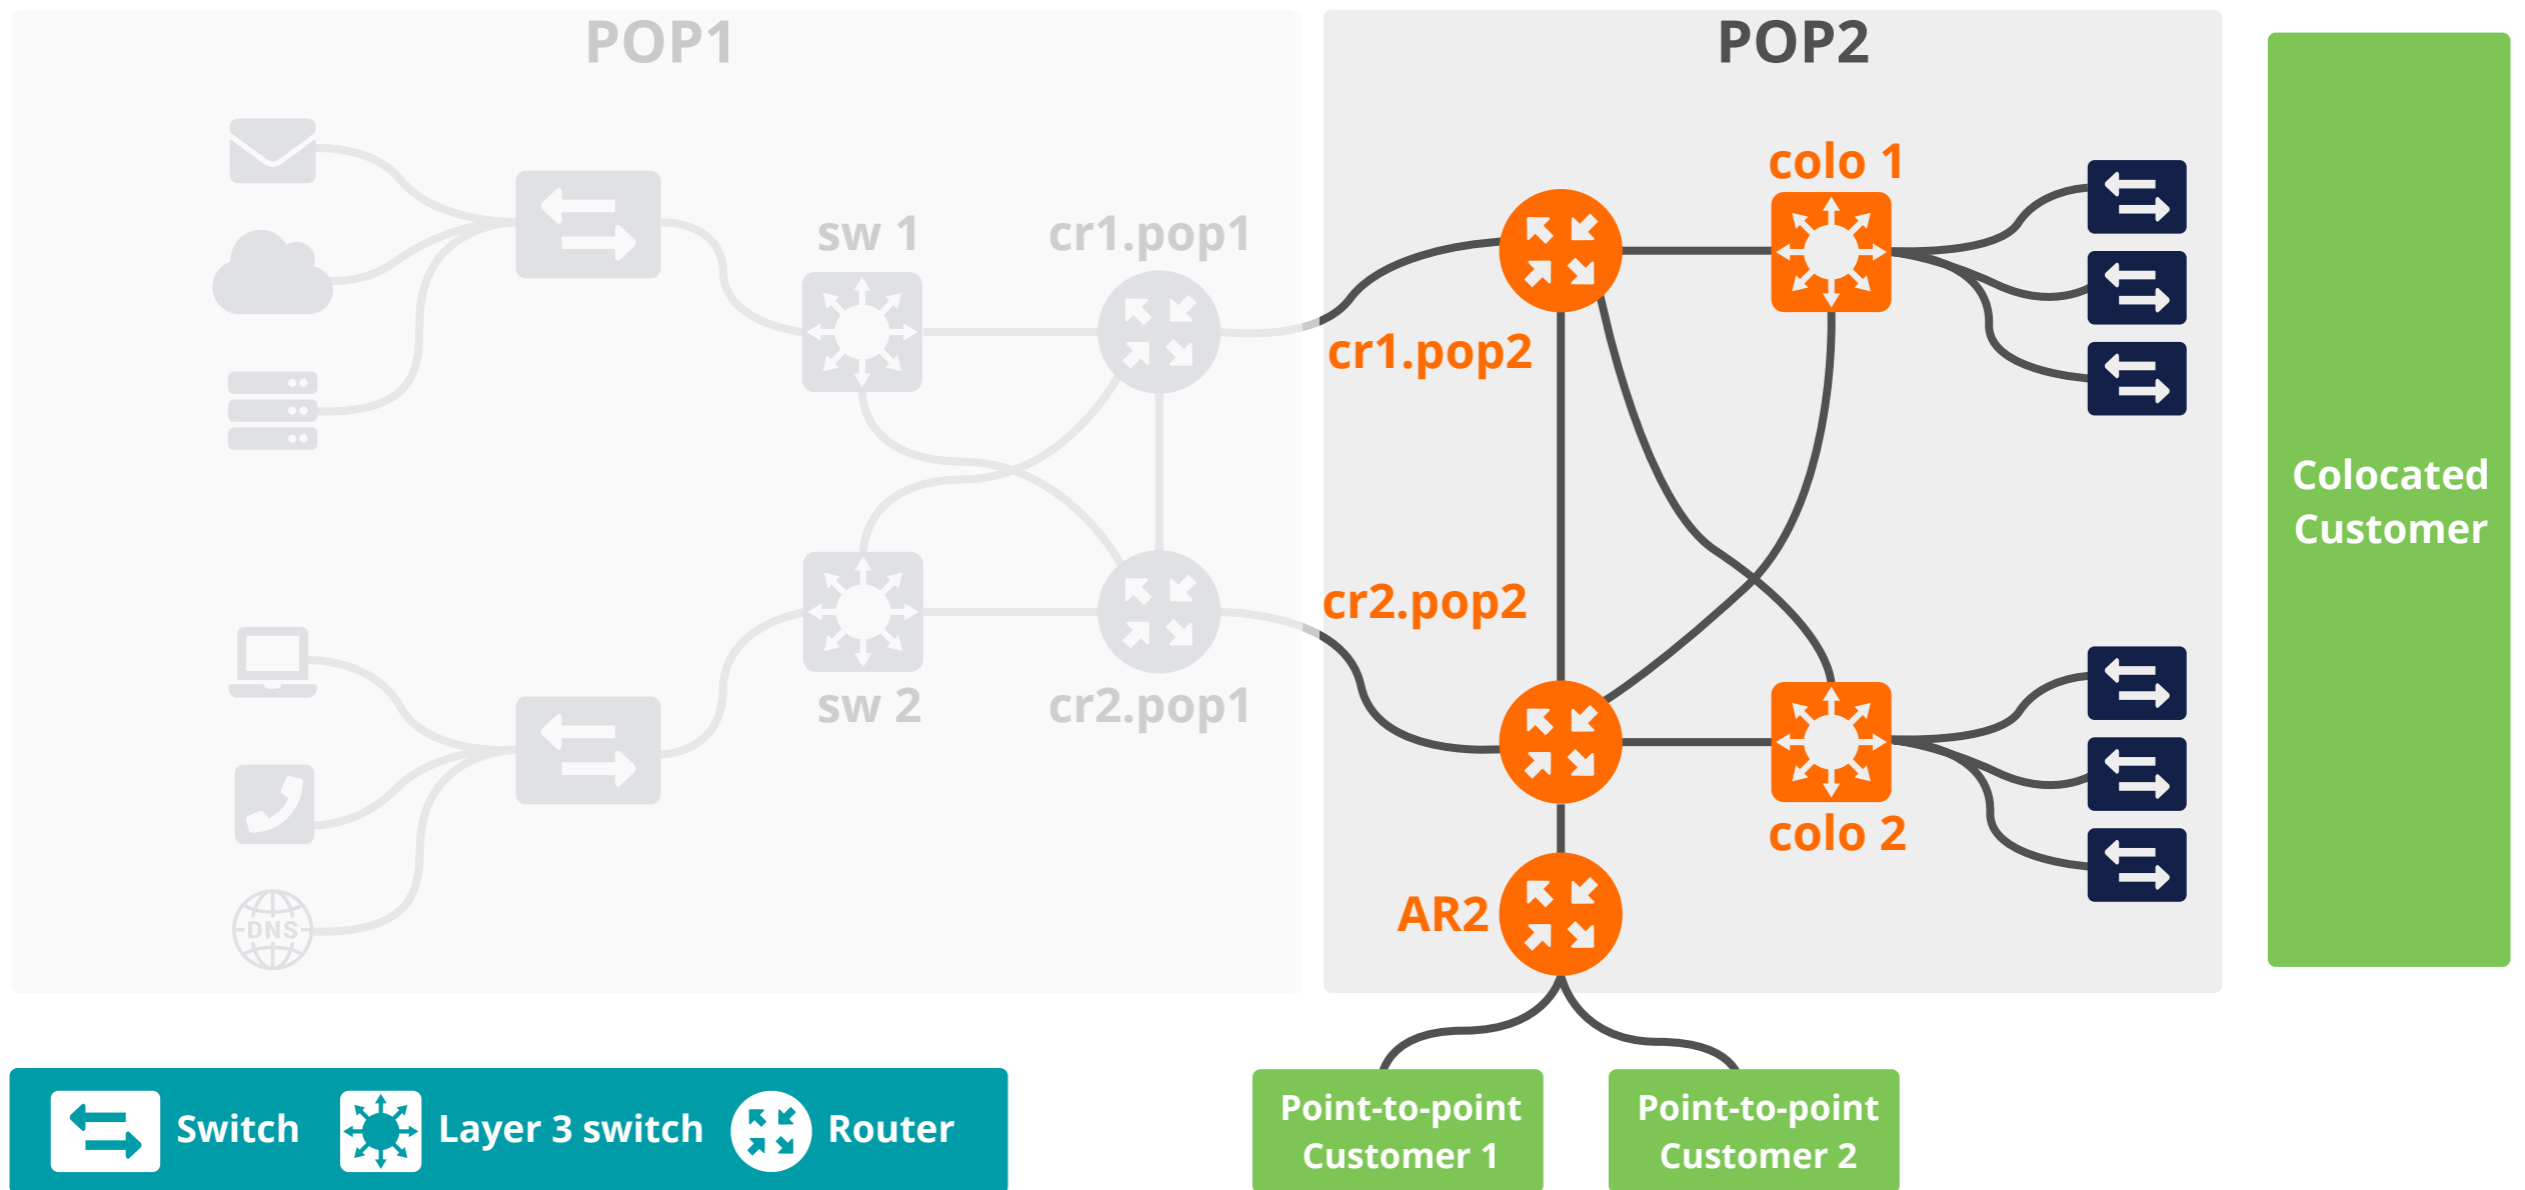 POP1
POP2
colo 1
sw 1
cr1.pop1
cr1.pop2
Colocated
Customer
cr2.pop2
sw 2
cr2.pop1
colo 2
AR2
DNS
Switch
Layer 3 switch
Router
Point-to-point
Customer 1
Point-to-point
Customer 2